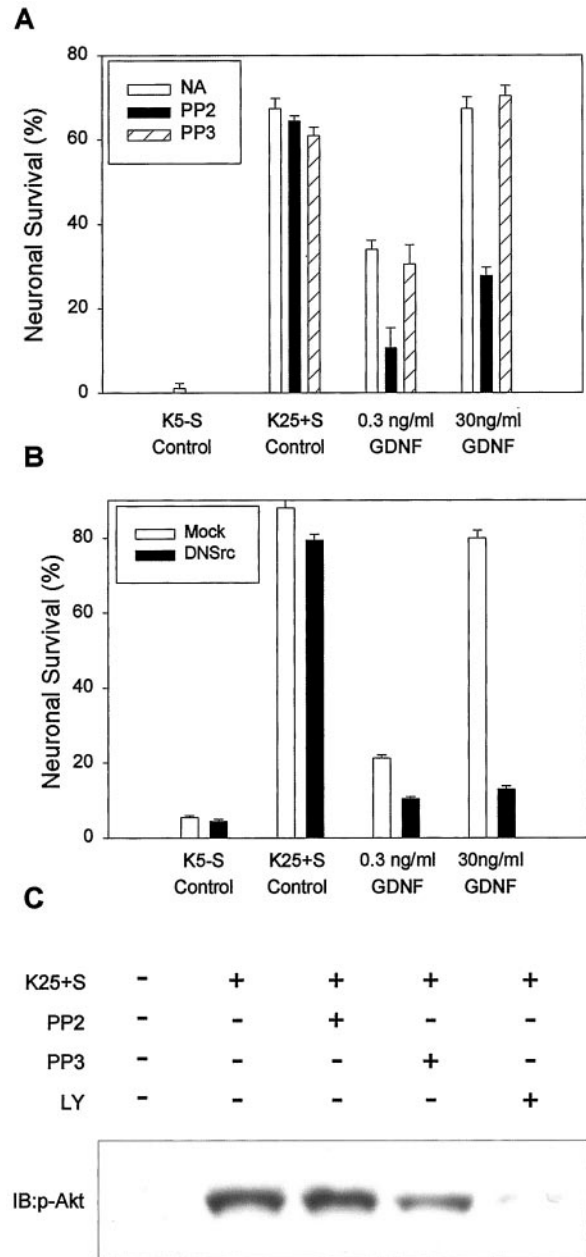 A
80
60
40
20
0
Neuronal Survival (%)
NA
PP2
PP3
K5-S K25+S 0.3 ng/ml 30ng/ml
Control Control GDNF GDNF
B
80
60
40
20
0
Neuronal Survival (%)
Mock
DNSrc
K5-S K25+S 0.3 ng/ml 30ng/ml
Control Control GDNF GDNF
C
K25+S - + + + +
PP2 - - + - -
PP3 - - - + -
LY - - - - +
IB:p-Akt